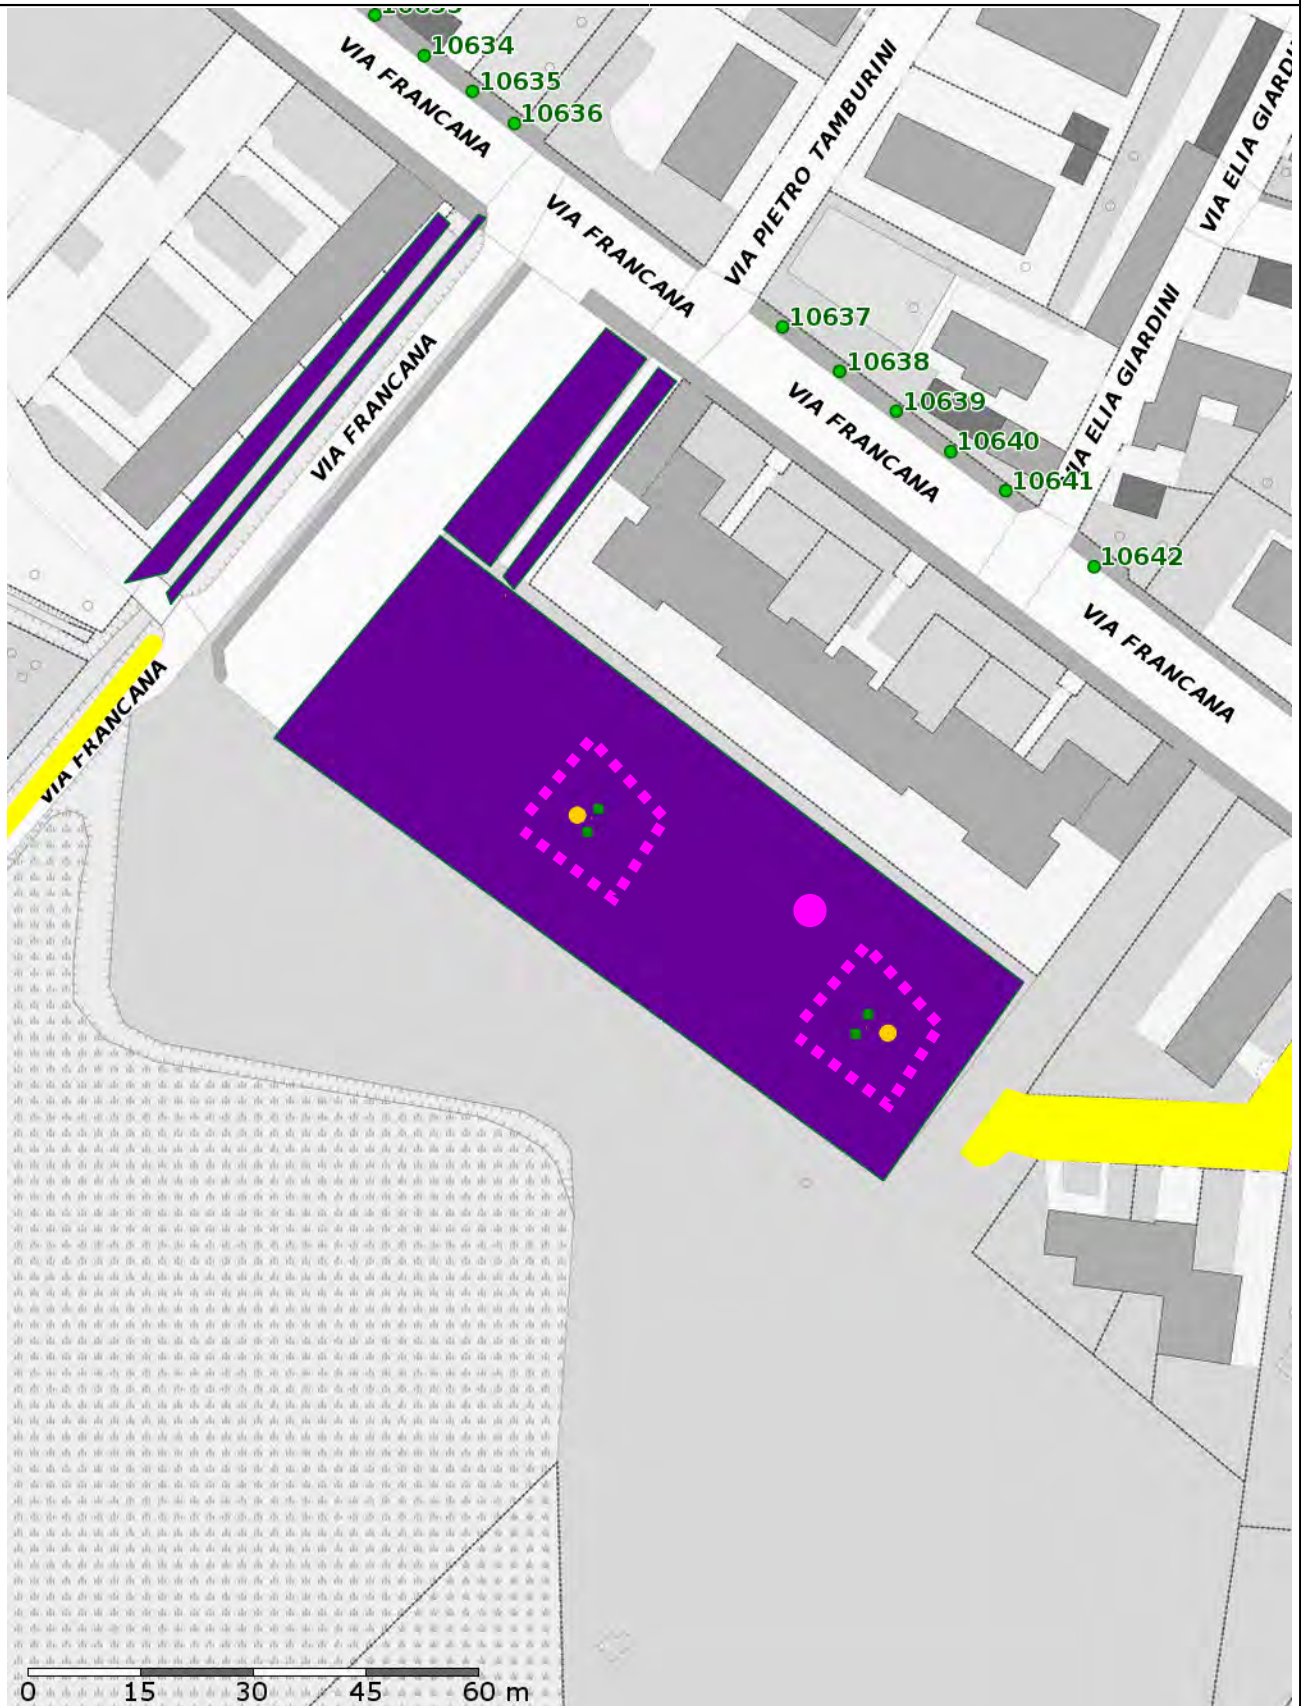 10634
10635
10636
VIA FRANCANA
VIA PIETRO TAMBURINI
VIA ELIA GIARDINI
VIA FRANCANA
10637
10638
10639
10640
10641
10642
VIA FRANCANA
VIA ELIA GIARDINI
VIA FRANCANA
VIA FRANCANA
VIA FRANCANA
0 15 30 45 60 m